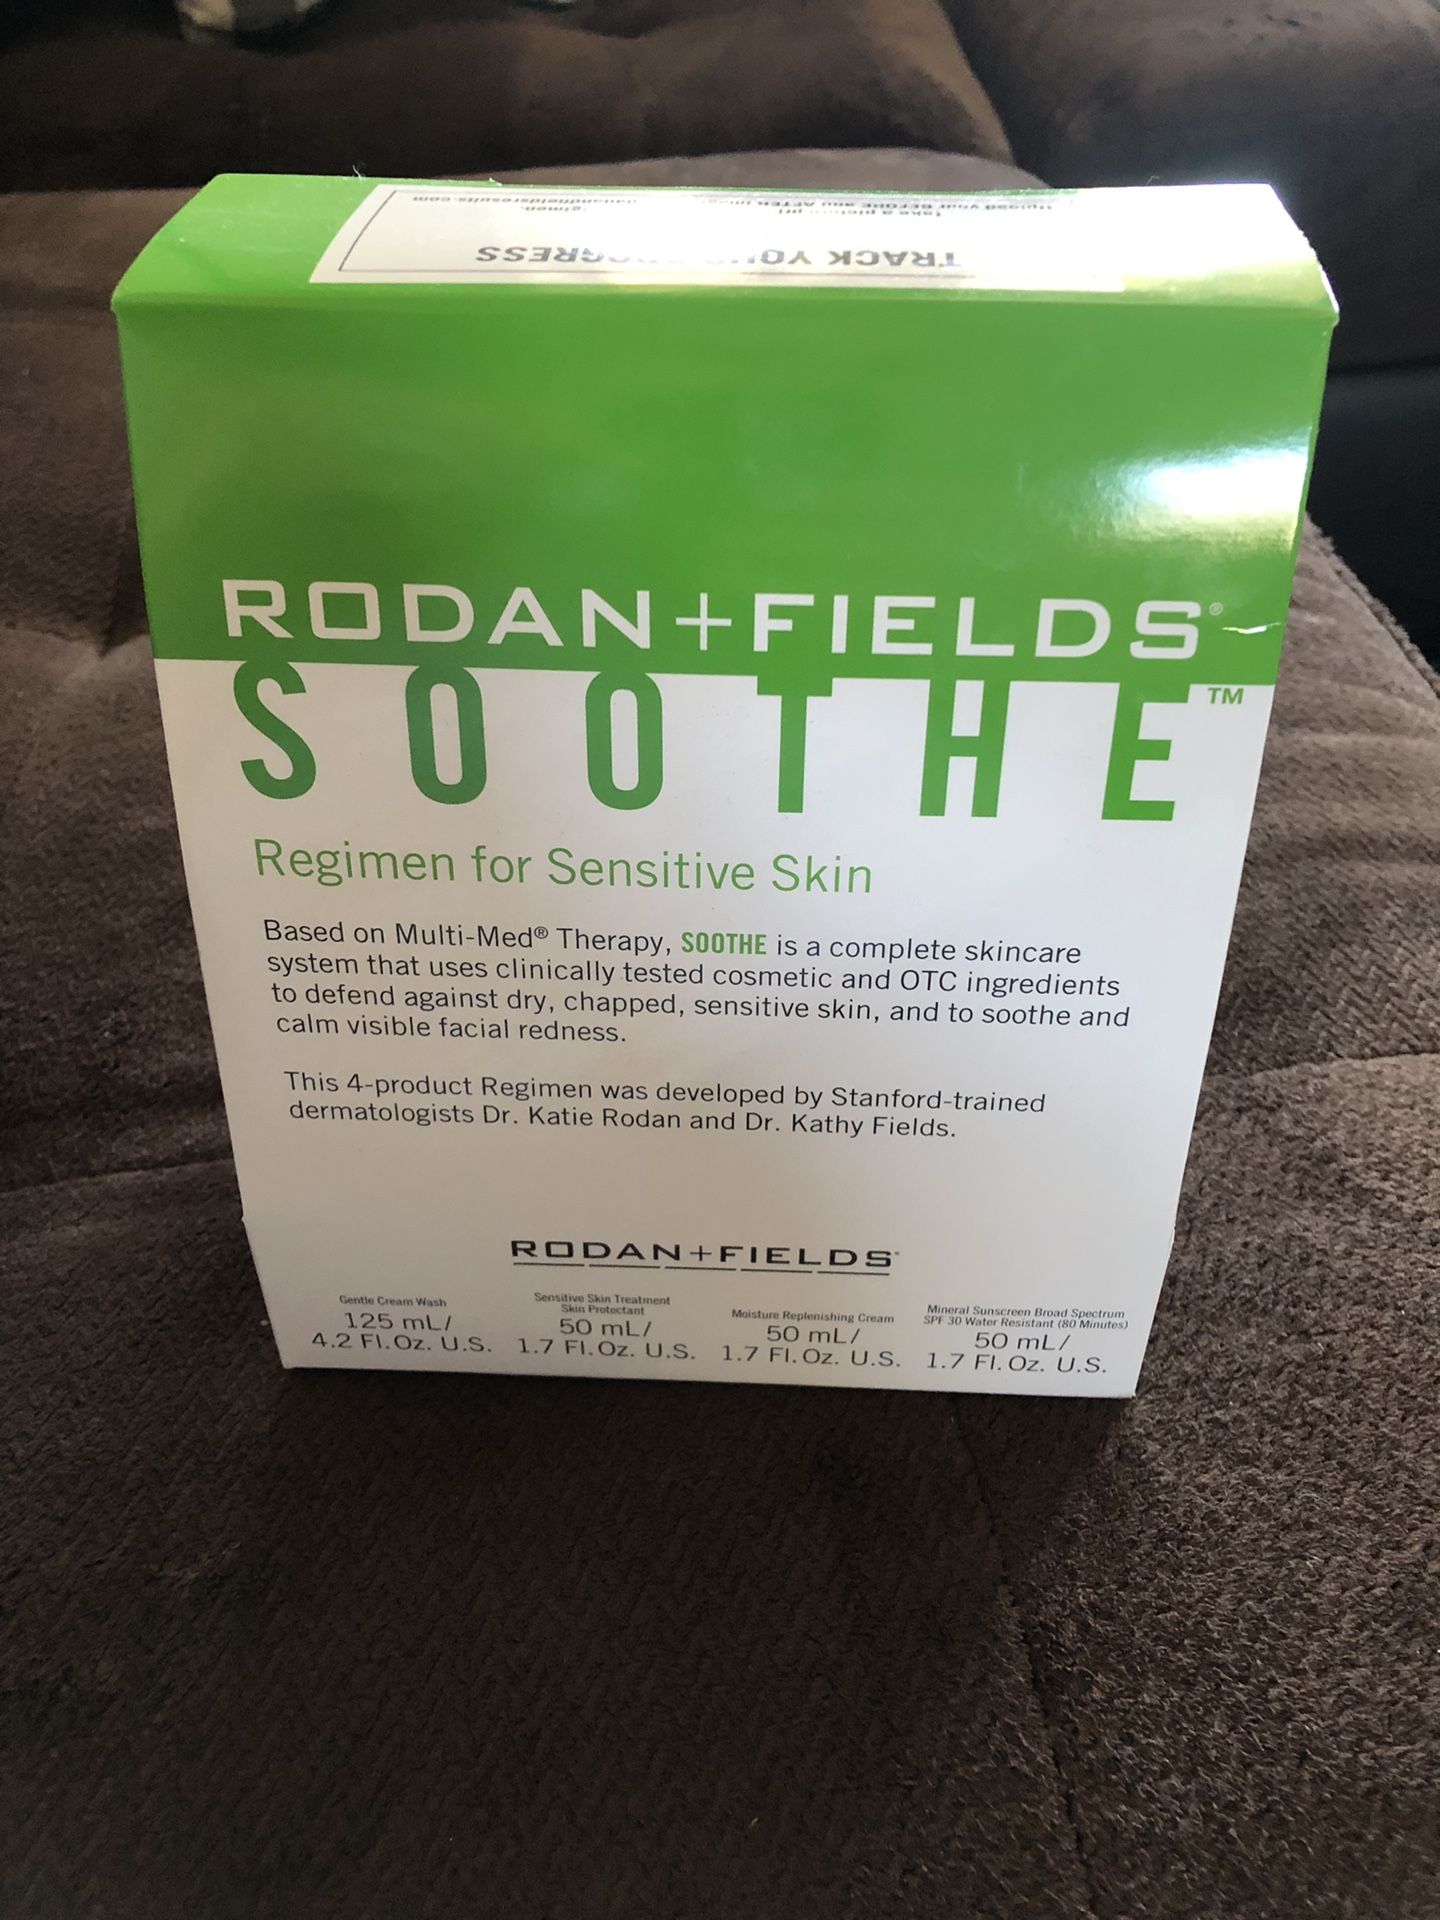 TRACK YOUR PROGRESS
RODAN+FIELDS®
SOOTHE™
Regimen for Sensitive Skin
Based on Multi-Med® Therapy, SOOTHE is a complete skincare
system that uses clinically tested cosmetic and OTC ingredients
to defend against dry, chapped, sensitive skin, and to soothe and
calm visible facial redness.
This 4-product Regimen was developed by Stanford-trained
dermatologists Dr. Katie Rodan and Dr. Kathy Fields.
RODAN+FIELDS®
Gentle Cream Wash
125 mL/
4.2 Fl.Oz. U.S.
Sensitive Skin Treatment
Skin Protectant
50 mL/
1.7 Fl.Oz. U.S.
Moisture Replenishing Cream
50 mL/
1.7 Fl.Oz. U.S.
Mineral Sunscreen Broad Spectrum
SPF 30 Water Resistant (80 Minutes)
50 mL/
1.7 Fl.Oz. U.S.